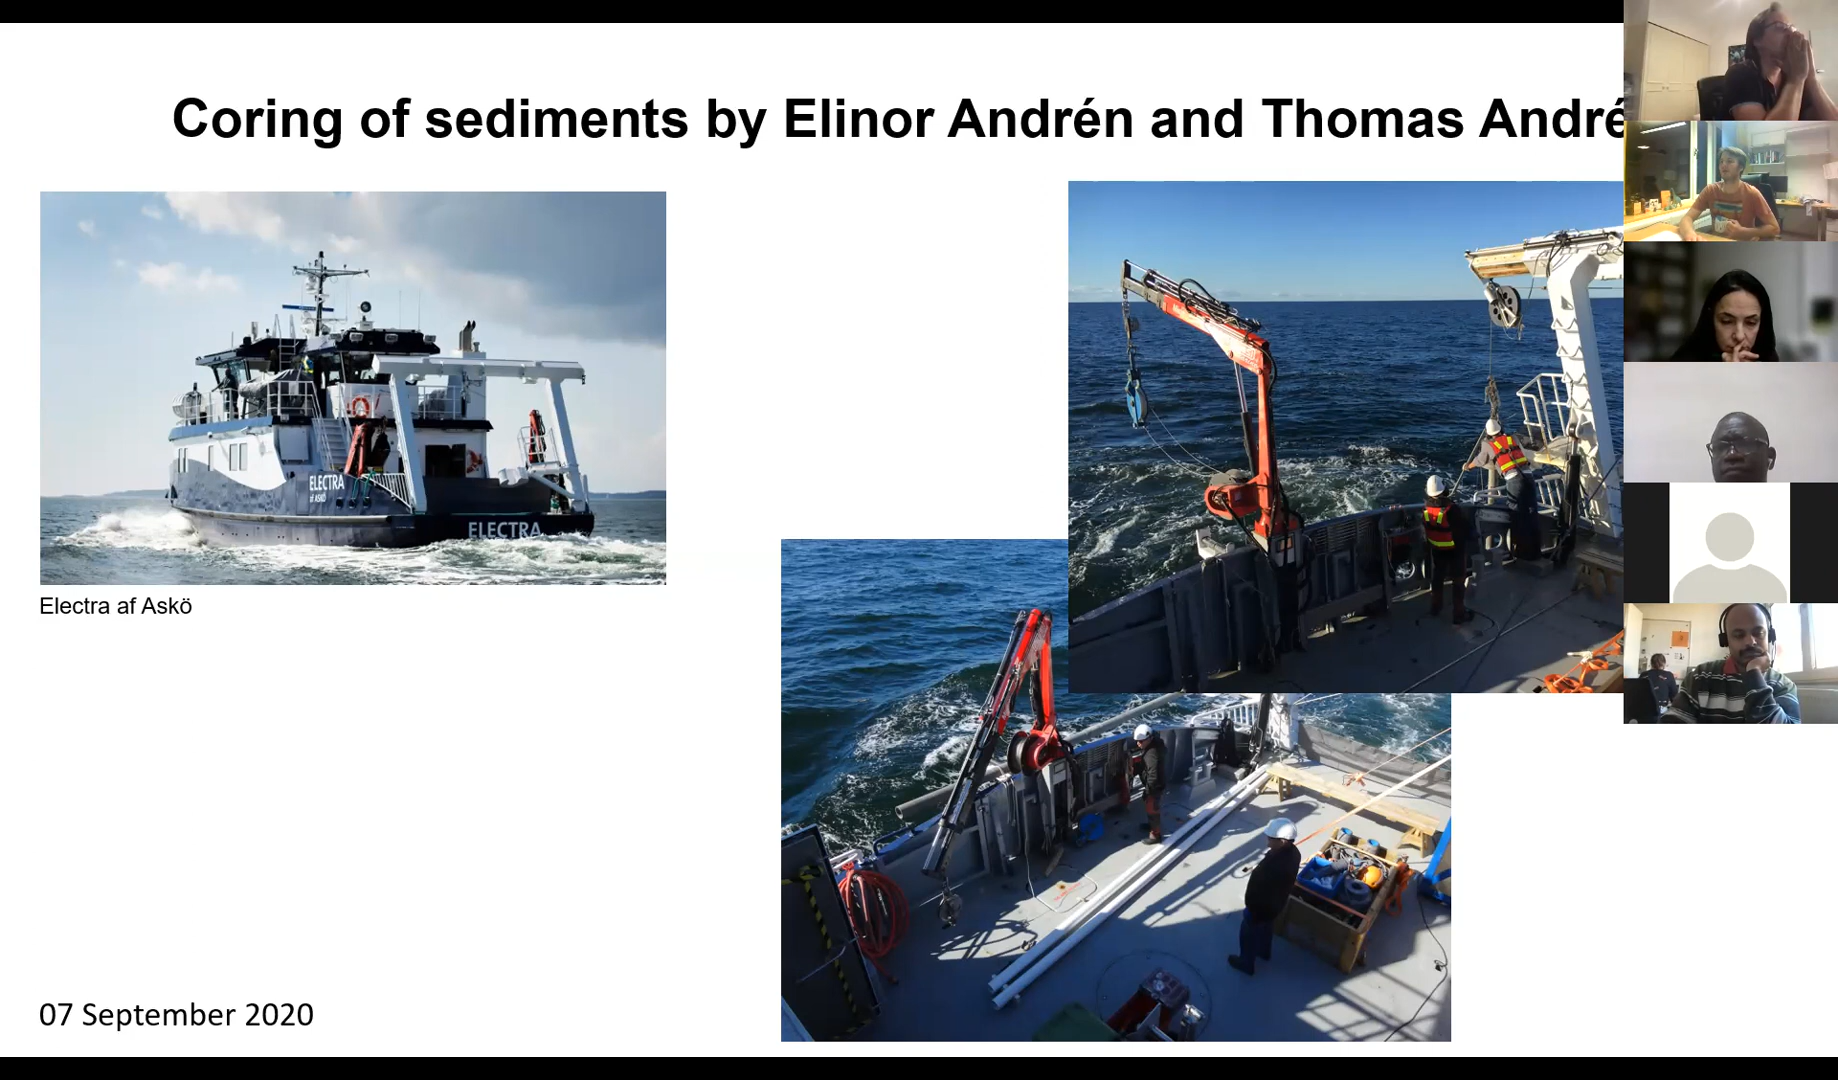 Coring of sediments by Elinor Andrén and Thomas André
ELECTRA
af ASKÖ
ELECTRA
Electra af Askö
07 September 2020